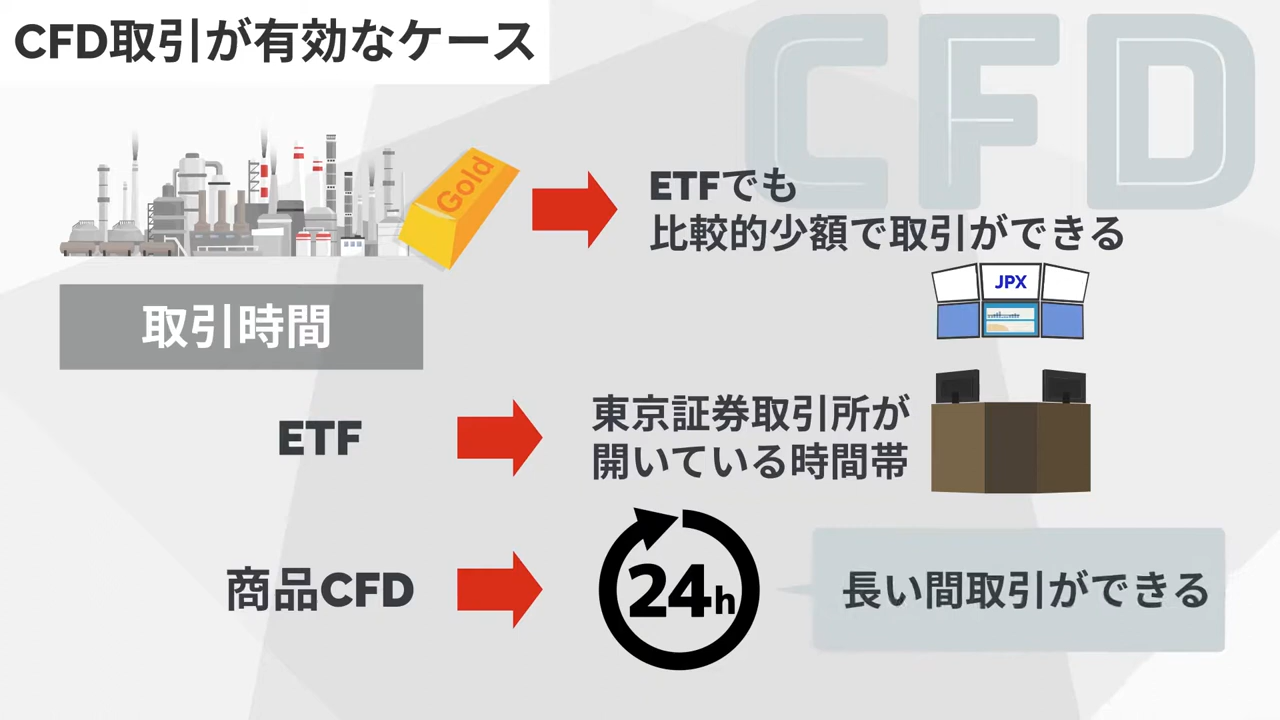 CFD取引が有効なケース
CFD
Gold
ETFでも
比較的少額で取引ができる
JPX
取引時間
ETF
東京証券取引所が
開いている時間帯
商品CFD
24h
長い間取引ができる